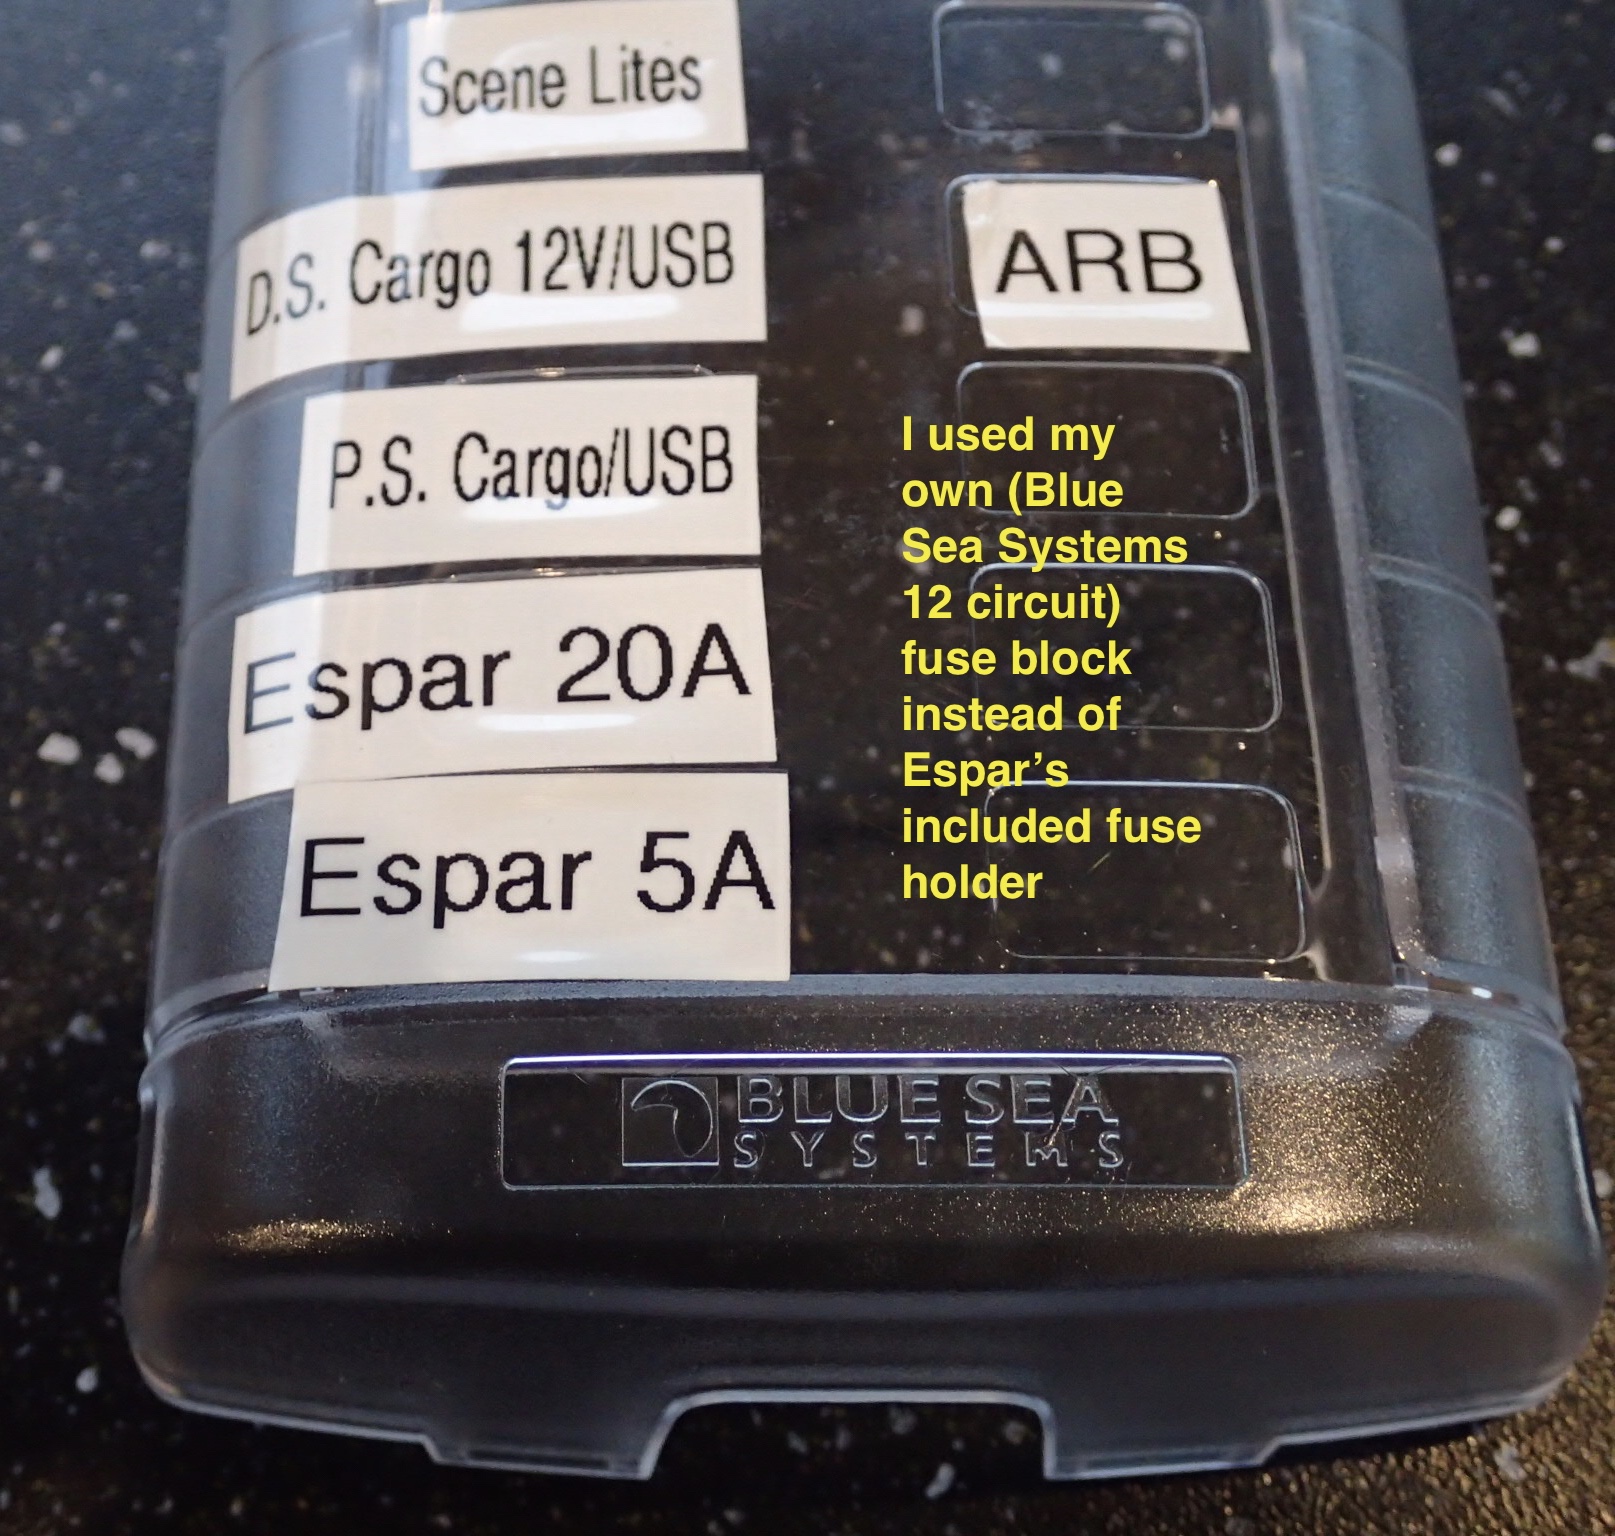 Scene Lites
D.S. Cargo 12V/USB
ARB
P.S. Cargo/USB
Espar 20A
Espar 5A
I used my
own (Blue
Sea Systems
12 circuit)
fuse block
instead of
Espar’s
included fuse
holder
BLUE SEA
SYSTEMS